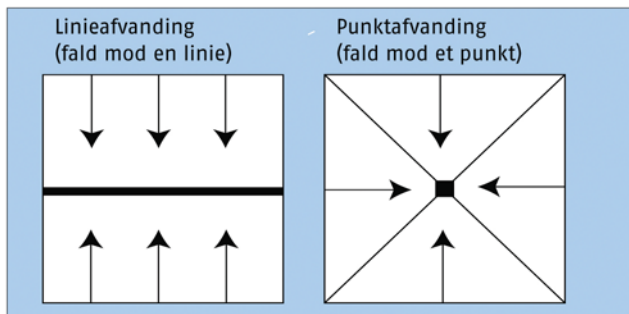 Linieafvanding
(fald mod en linie)
Punktafvanding
(fald mod et punkt)